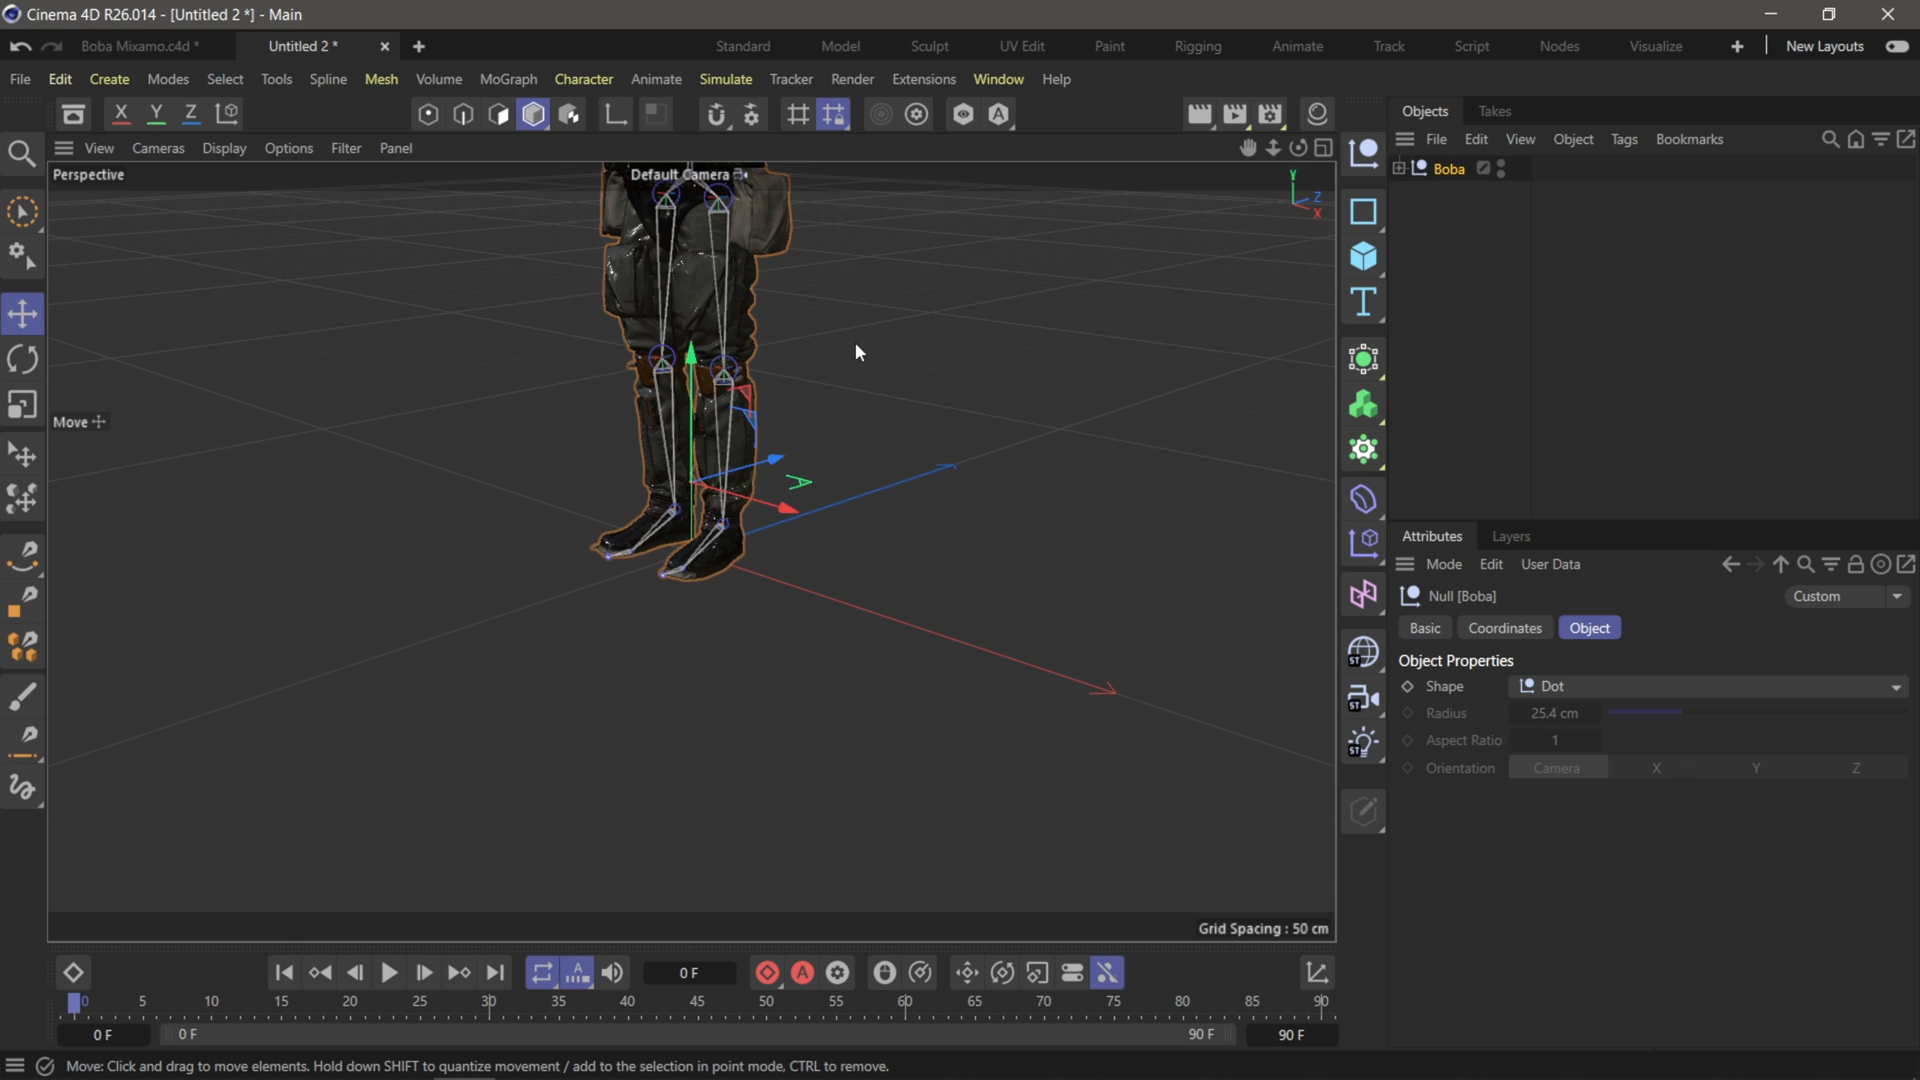 Cinema 4D R26.014 - [Untitled 2 *] - Main
Boba Mixamo.c4d *
Untitled 2 *
Standard Model Sculpt UV Edit Paint Rigging Animate Track Script Nodes Visualize New Layouts
File Edit Create Modes Select Tools Spline Mesh Volume MoGraph Character Animate Simulate Tracker Render Extensions Window Help
X Y Z
Objects Takes
File Edit View Object Tags Bookmarks
View Cameras Display Options Filter Panel
Boba
Perspective
Default Camera
Y
Z
X
Move
Grid Spacing : 50 cm
ST
ST
ST
Attributes Layers
Mode Edit User Data
Null [Boba]
Custom
Basic Coordinates Object
Object Properties
Shape Dot
Radius 25.4 cm
Aspect Ratio 1
Orientation Camera X Y Z
A 0 F A
0 5 10 15 20 25 30 35 40 45 50 55 60 65 70 75 80 85 90
0 F 0 F 90 F 90 F
Move: Click and drag to move elements. Hold down SHIFT to quantize movement / add to the selection in point mode, CTRL to remove.